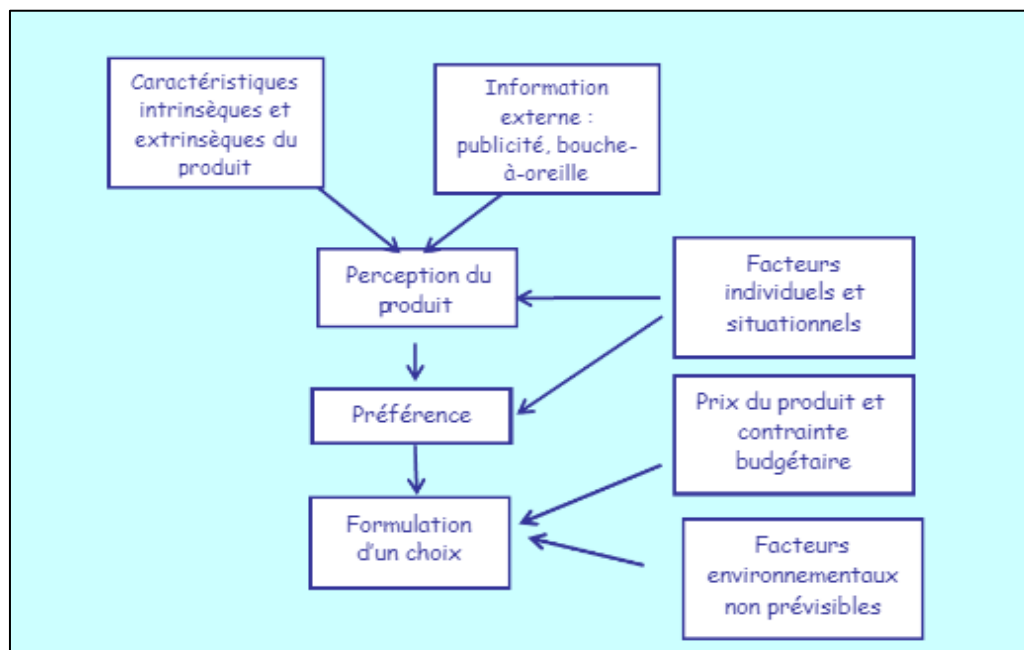 Caractéristiques
intrinsèques et
extrinsèques du
produit
Information
externe :
publicité, bouche-
à-oreille
Perception du
produit
Facteurs
individuels et
situationnels
Préférence
Prix du produit et
contrainte
budgétaire
Formulation
d'un choix
Facteurs
environnementaux
non prévisibles